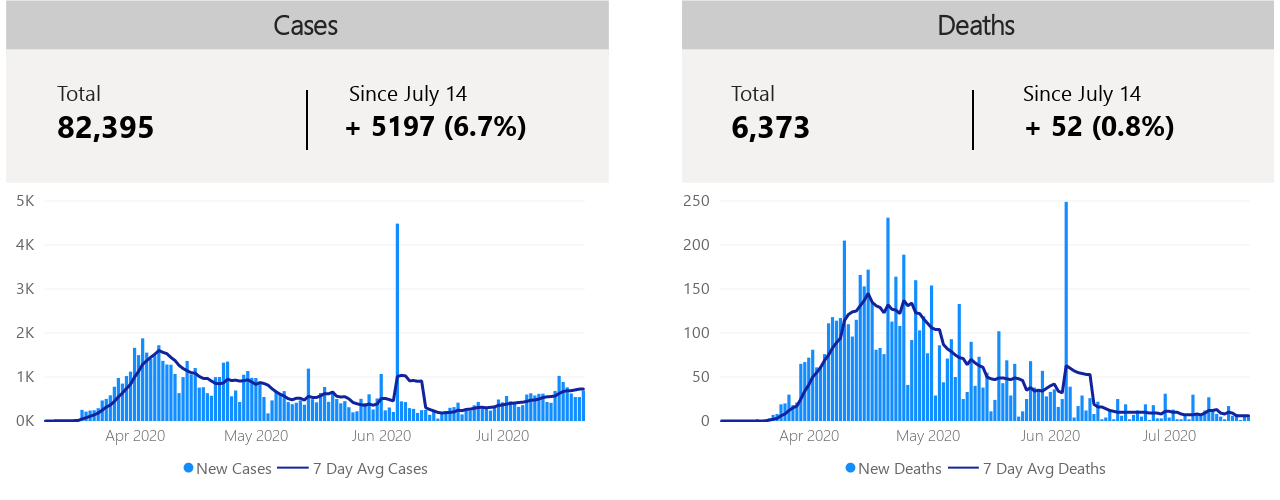 Cases
Total
82,395
Since July 14
+ 5197 (6.7%)
5K
4K
3K
2K
1K
0K
Apr 2020
May 2020
Jun 2020
Jul 2020
New Cases
7 Day Avg Cases
Deaths
Total
6,373
Since July 14
+ 52 (0.8%)
250
200
150
100
50
0
Apr 2020
May 2020
Jun 2020
Jul 2020
New Deaths
7 Day Avg Deaths